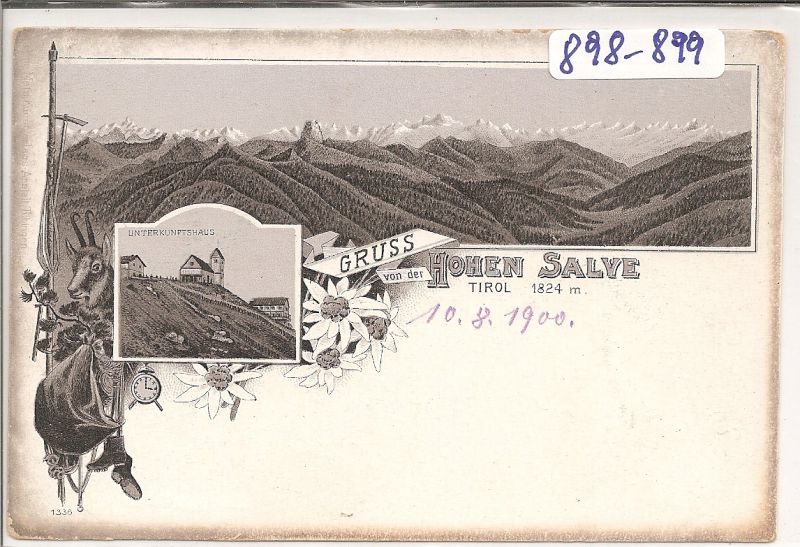 898-899
UNTERKUNFTSHAUS
GRUSS
von der
HOHEN SALVE
TIROL 1824 m.
10. 8. 1900.
1336